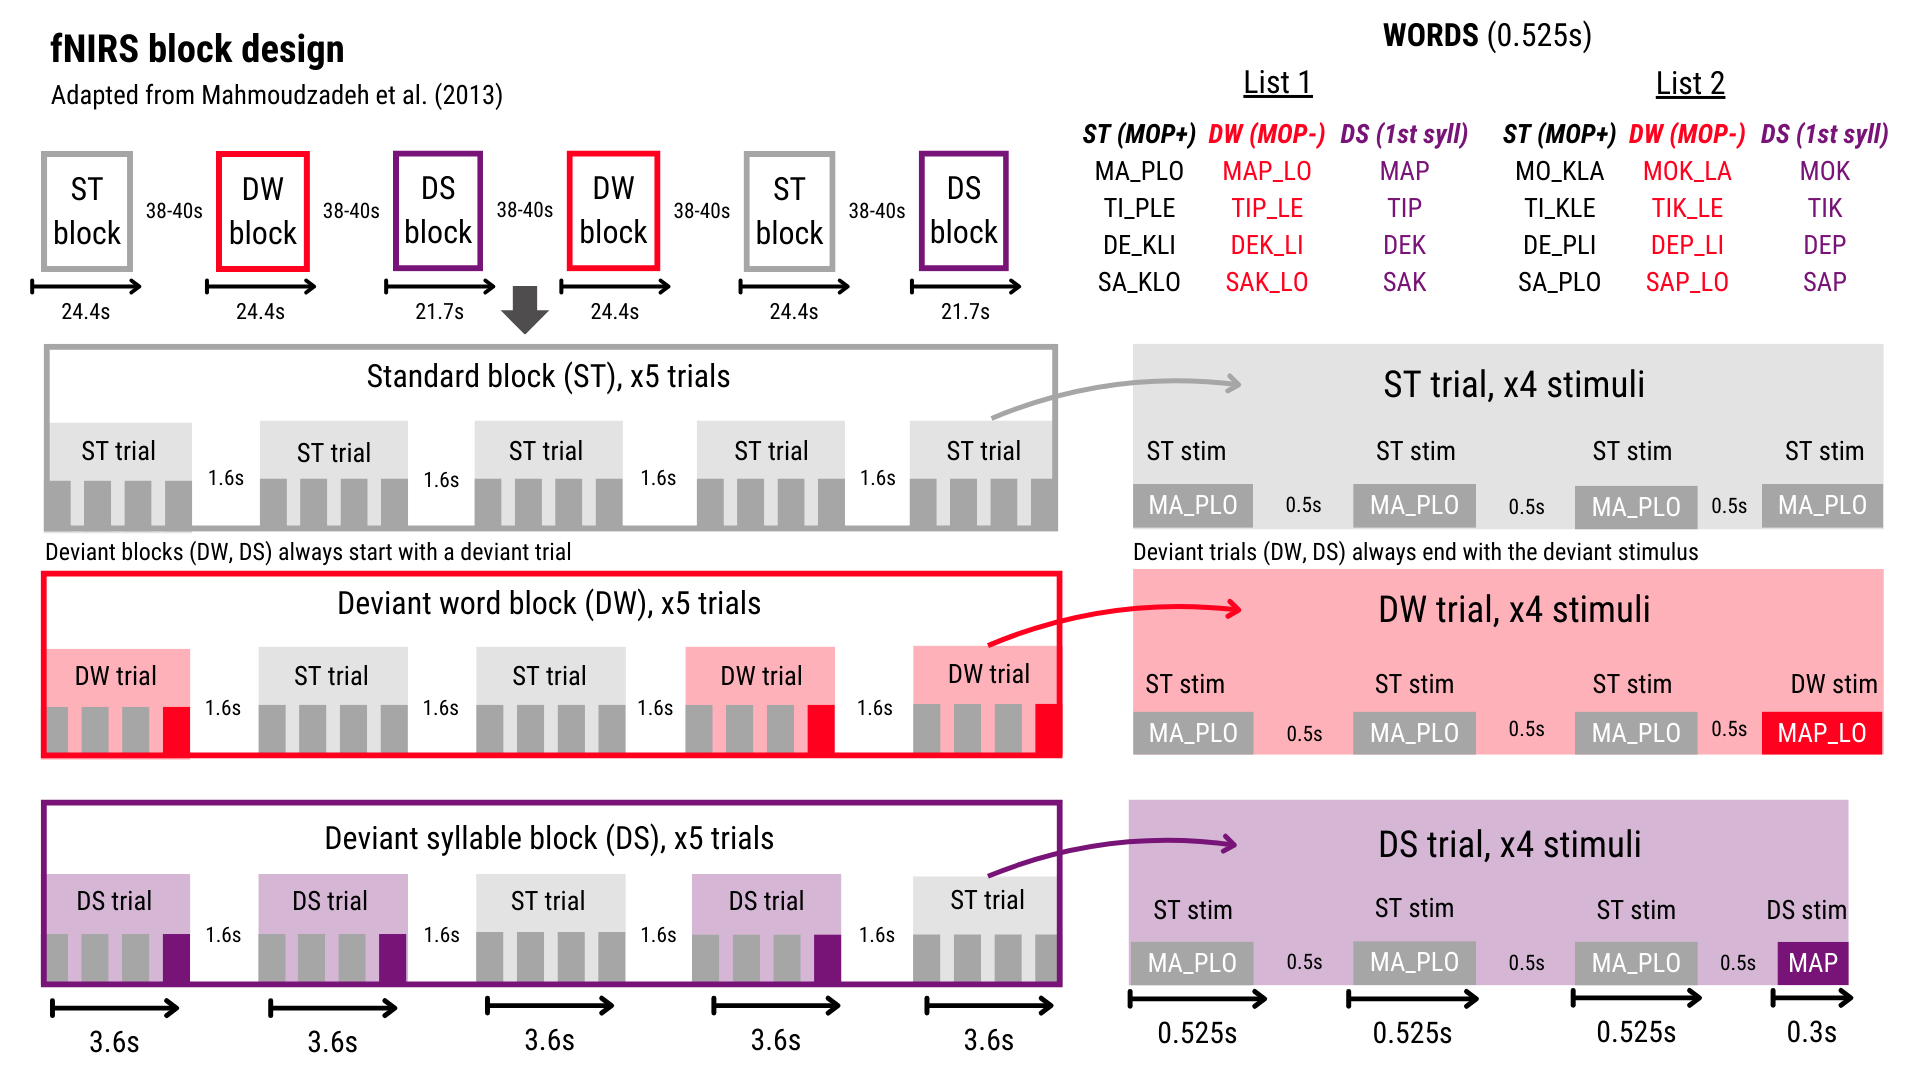 fNIRS block design
Adapted from Mahmoudzadeh et al. (2013)
ST block
38-40s
DW block
38-40s
DS block
38-40s
DW block
38-40s
ST block
38-40s
DS block
24.4s 24.4s 21.7s 24.4s 24.4s 21.7s
WORDS (0.525s)
List 1 List 2
ST (MOP+) DW (MOP-) DS (1st syll) ST (MOP+) DW (MOP-) DS (1st syll)
MA_PLO MAP_LO MAP MO_KLA MOK_LA MOK
TI_PLE TIP_LE TIP TI_KLE TIK_LE TIK
DE_KLI DEK_LI DEK DE_PLI DEP_LI DEP
SA_KLO SAK_LO SAK SA_PLO SAP_LO SAP
Standard block (ST), x5 trials
ST trial 1.6s ST trial 1.6s ST trial 1.6s ST trial 1.6s ST trial
ST trial, x4 stimuli
ST stim ST stim ST stim ST stim
MA_PLO 0.5s MA_PLO 0.5s MA_PLO 0.5s MA_PLO
Deviant blocks (DW, DS) always start with a deviant trial
Deviant trials (DW, DS) always end with the deviant stimulus
Deviant word block (DW), x5 trials
DW trial 1.6s ST trial 1.6s ST trial 1.6s DW trial 1.6s DW trial
DW trial, x4 stimuli
ST stim ST stim ST stim DW stim
MA_PLO 0.5s MA_PLO 0.5s MA_PLO 0.5s MAP_LO
Deviant syllable block (DS), x5 trials
DS trial 1.6s DS trial 1.6s ST trial 1.6s DS trial 1.6s ST trial
3.6s 3.6s 3.6s 3.6s 3.6s
DS trial, x4 stimuli
ST stim ST stim ST stim DS stim
MA_PLO 0.5s MA_PLO 0.5s MA_PLO 0.5s MAP
0.525s 0.525s 0.525s 0.3s